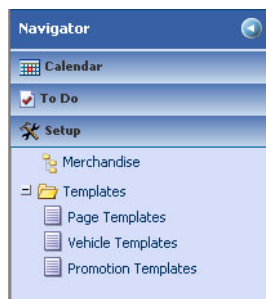 Navigator
Calendar
To Do
Setup
Merchandise
Templates
Page Templates
Vehicle Templates
Promotion Templates